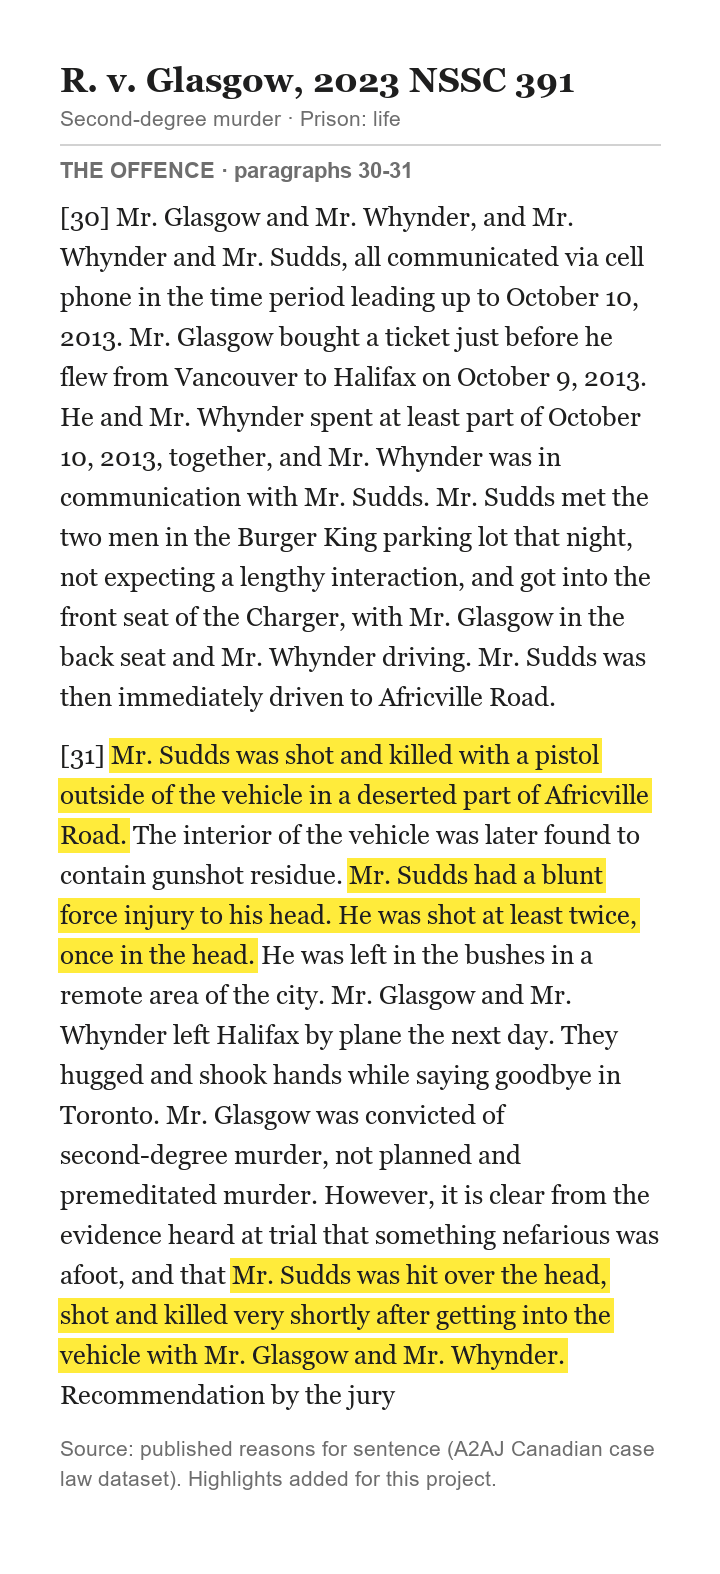 R. v. Glasgow, 2023 NSSC 391
Second-degree murder · Prison: life
THE OFFENCE · paragraphs 30-31
[30] Mr. Glasgow and Mr. Whynder, and Mr.
Whynder and Mr. Sudds, all communicated via cell
phone in the time period leading up to October 10,
2013. Mr. Glasgow bought a ticket just before he
flew from Vancouver to Halifax on October 9, 2013.
He and Mr. Whynder spent at least part of October
10, 2013, together, and Mr. Whynder was in
communication with Mr. Sudds. Mr. Sudds met the
two men in the Burger King parking lot that night,
not expecting a lengthy interaction, and got into the
front seat of the Charger, with Mr. Glasgow in the
back seat and Mr. Whynder driving. Mr. Sudds was
then immediately driven to Africville Road.
[31] Mr. Sudds was shot and killed with a pistol
outside of the vehicle in a deserted part of Africville
Road. The interior of the vehicle was later found to
contain gunshot residue. Mr. Sudds had a blunt
force injury to his head. He was shot at least twice,
once in the head. He was left in the bushes in a
remote area of the city. Mr. Glasgow and Mr.
Whynder left Halifax by plane the next day. They
hugged and shook hands while saying goodbye in
Toronto. Mr. Glasgow was convicted of
second-degree murder, not planned and
premeditated murder. However, it is clear from the
evidence heard at trial that something nefarious was
afoot, and that Mr. Sudds was hit over the head,
shot and killed very shortly after getting into the
vehicle with Mr. Glasgow and Mr. Whynder.
Recommendation by the jury
Source: published reasons for sentence (A2AJ Canadian case
law dataset). Highlights added for this project.